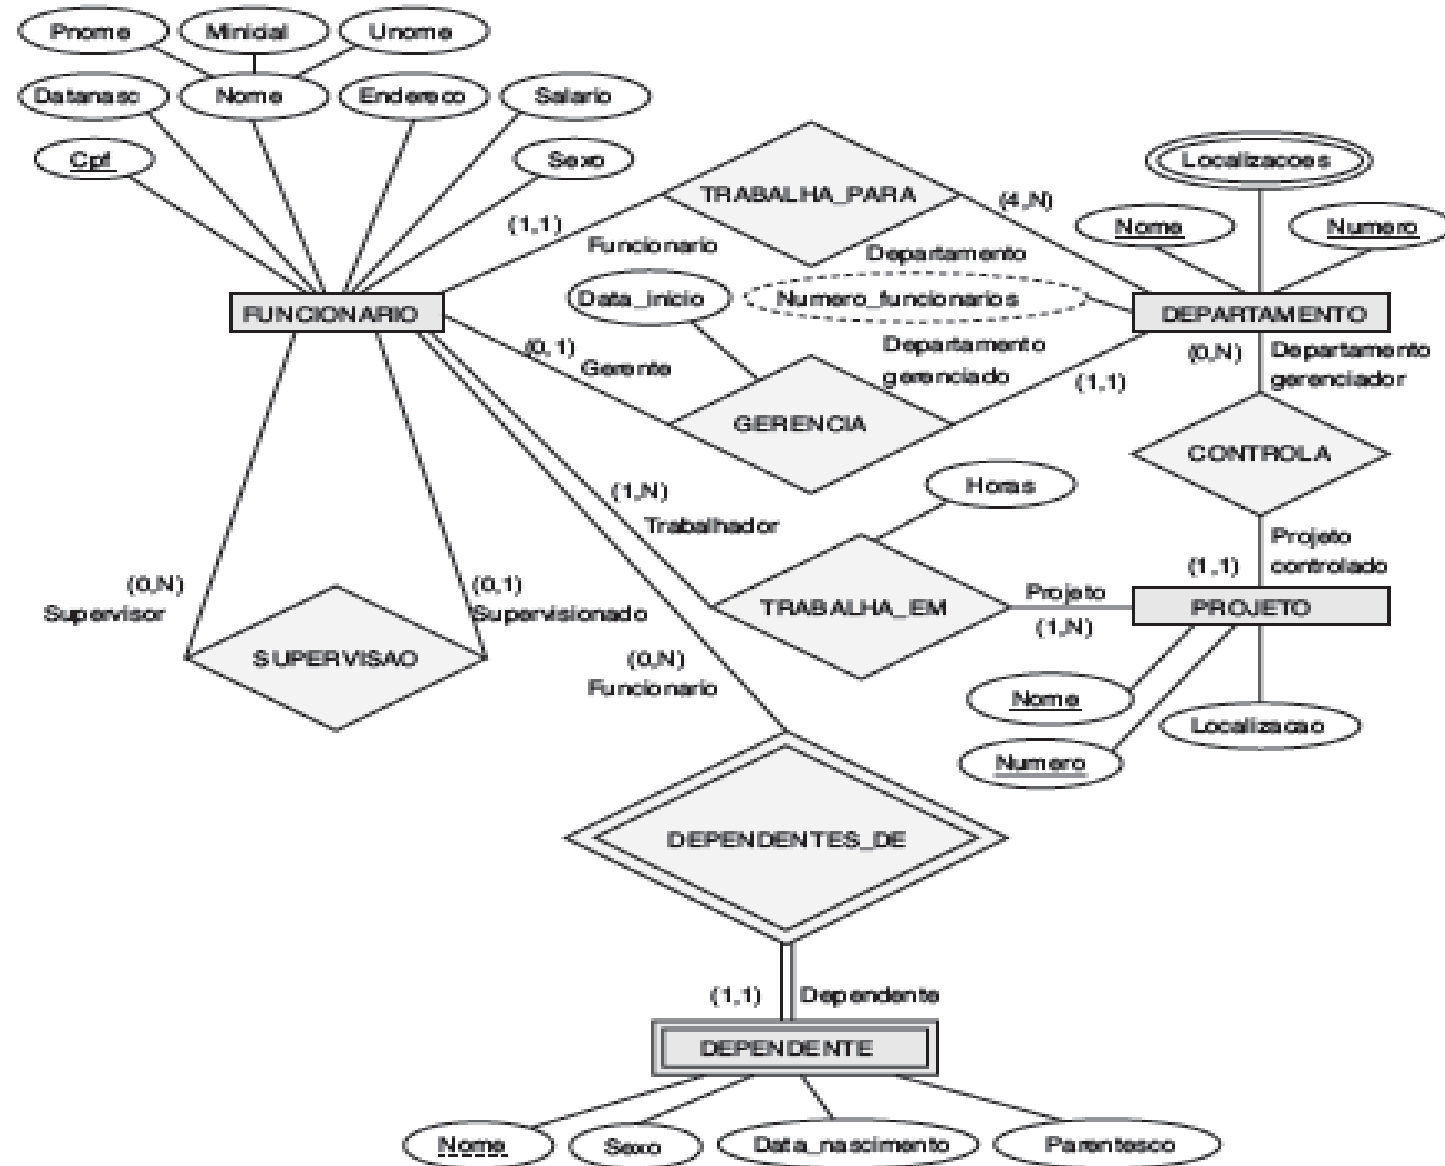 Pnome
Minicial
Unome
Datanasc
Nome
Endereco
Salario
Cpf
Sexo
TRABALHA_PARA
Localizacoes
(1,1)
Funcionario
(4,N)
Departamento
Nome
Numero
FUNCIONARIO
Data_inicio
Numero_funcionarios
DEPARTAMENTO
(0,1)
Gerente
Departamento
gerenciado
(1,1)
(0,N)
Departamento
gerenciador
GERENCIA
CONTROLA
(1,N)
Trabalhador
Horas
Projeto
controlado
(1,1)
(0,N)
Supervisor
(0,1)
Supervisionado
TRABALHA_EM
Projeto
(1,N)
PROJETO
SUPERVISAO
(0,N)
Funcionario
Nome
Numero
Localizacao
DEPENDENTES_DE
(1,1)
Dependente
DEPENDENTE
Nome
Sexo
Data_nascimento
Parentesco